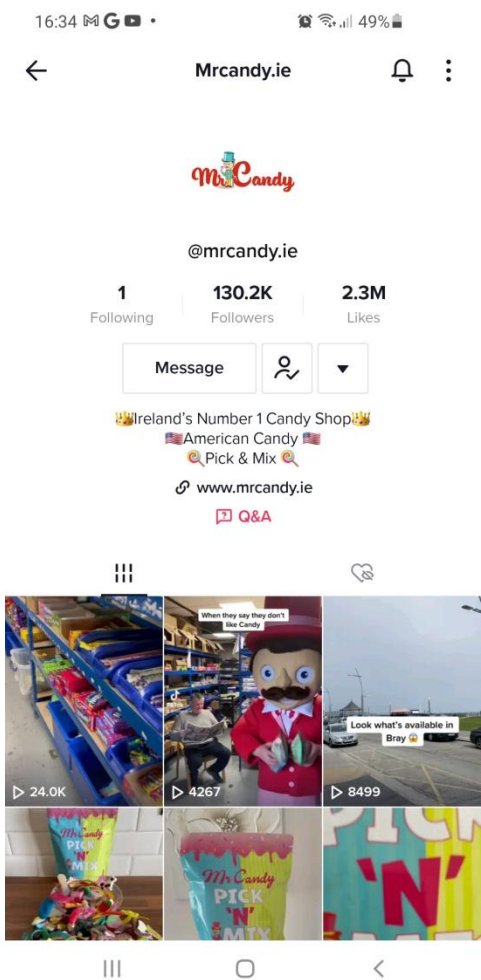 16:34
49%
Mrcandy.ie
Mr Candy
@mrcandy.ie
1 130.2K 2.3M
Following Followers Likes
Message
Ireland's Number 1 Candy Shop
American Candy
Pick & Mix
www.mrcandy.ie
Q&A
24.0K
When they say they don't
like Candy
4267
Look what's available in
Bray 😱
8499
Mr Candy
PICK
'N'
MIX
Mr Candy
PICK
'N'
MIX
PICK
'N'